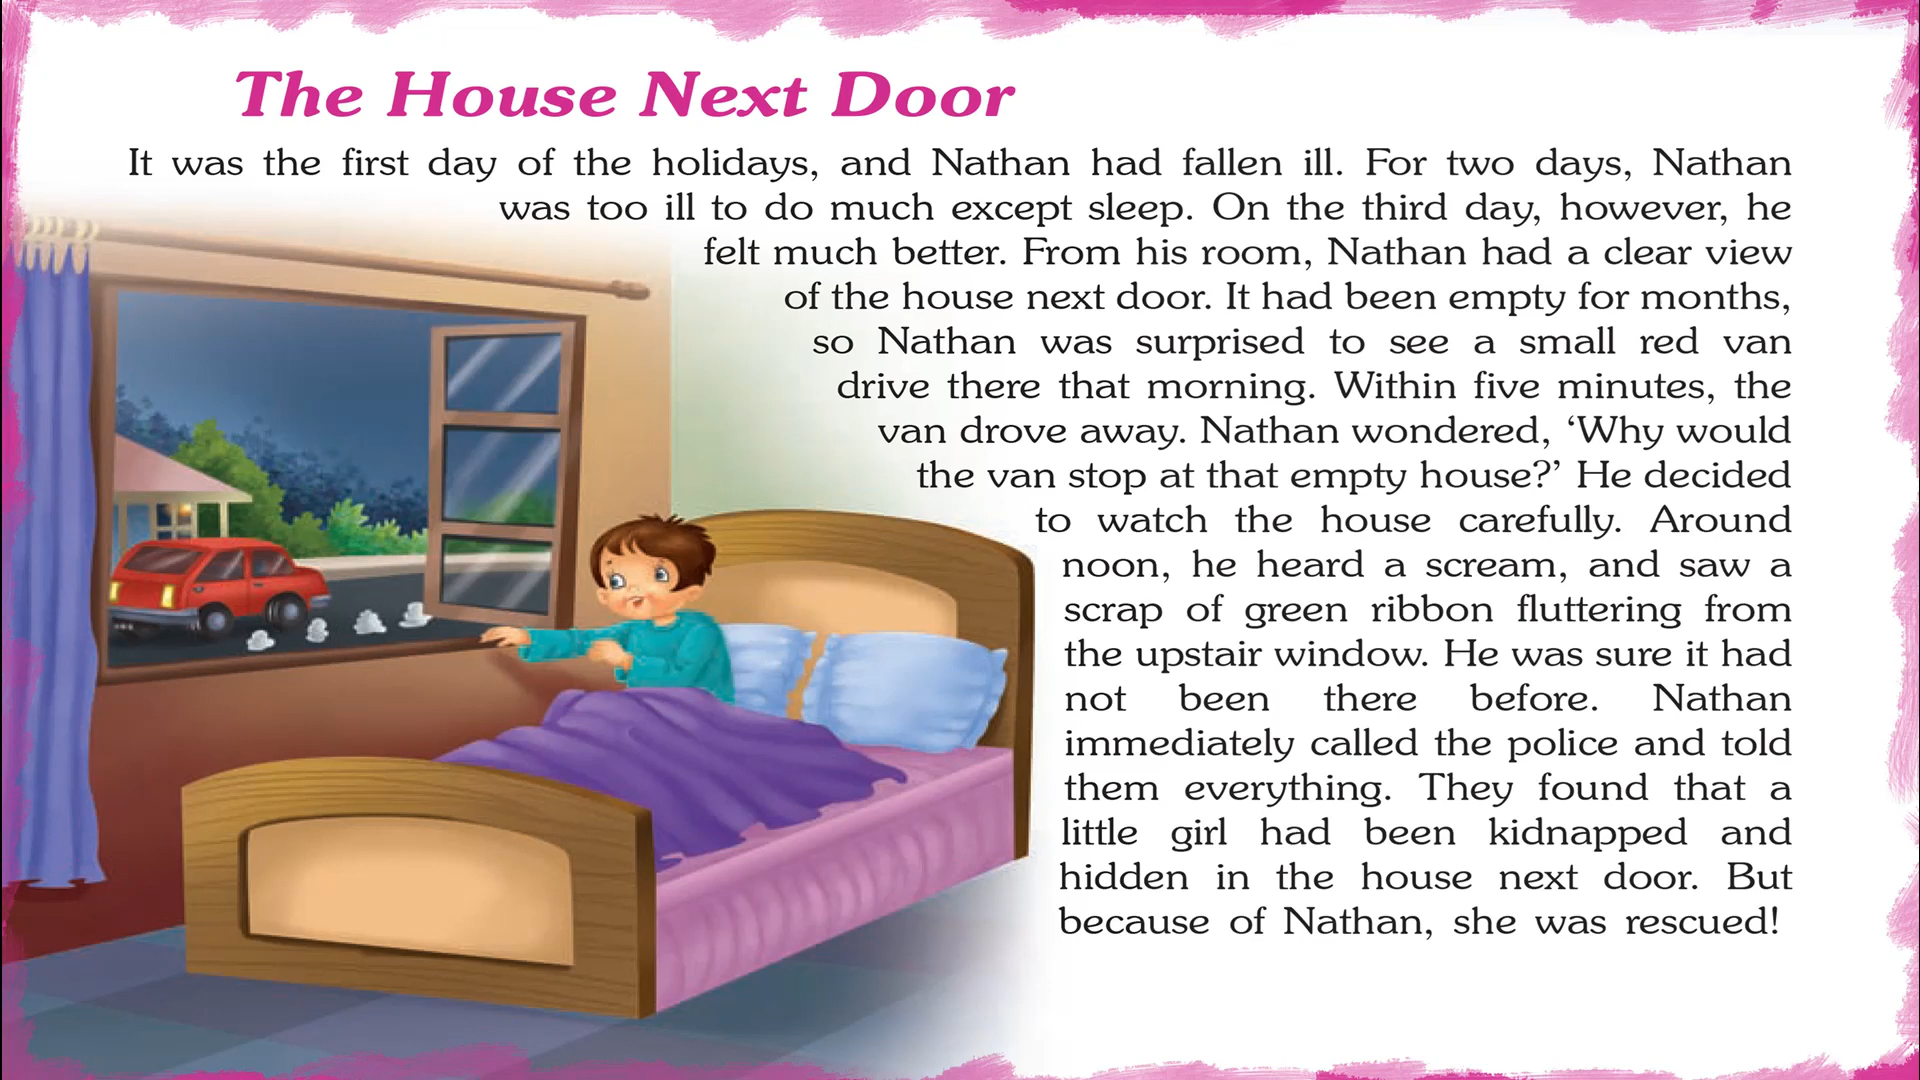 The House Next Door
It was the first day of the holidays, and Nathan had fallen ill. For two days, Nathan
was too ill to do much except sleep. On the third day, however, he
felt much better. From his room, Nathan had a clear view
of the house next door. It had been empty for months,
so Nathan was surprised to see a small red van
drive there that morning. Within five minutes, the
van drove away. Nathan wondered, ‘Why would
the van stop at that empty house?’ He decided
to watch the house carefully. Around
noon, he heard a scream, and saw a
scrap of green ribbon fluttering from
the upstair window. He was sure it had
not been there before. Nathan
immediately called the police and told
them everything. They found that a
little girl had been kidnapped and
hidden in the house next door. But
because of Nathan, she was rescued!